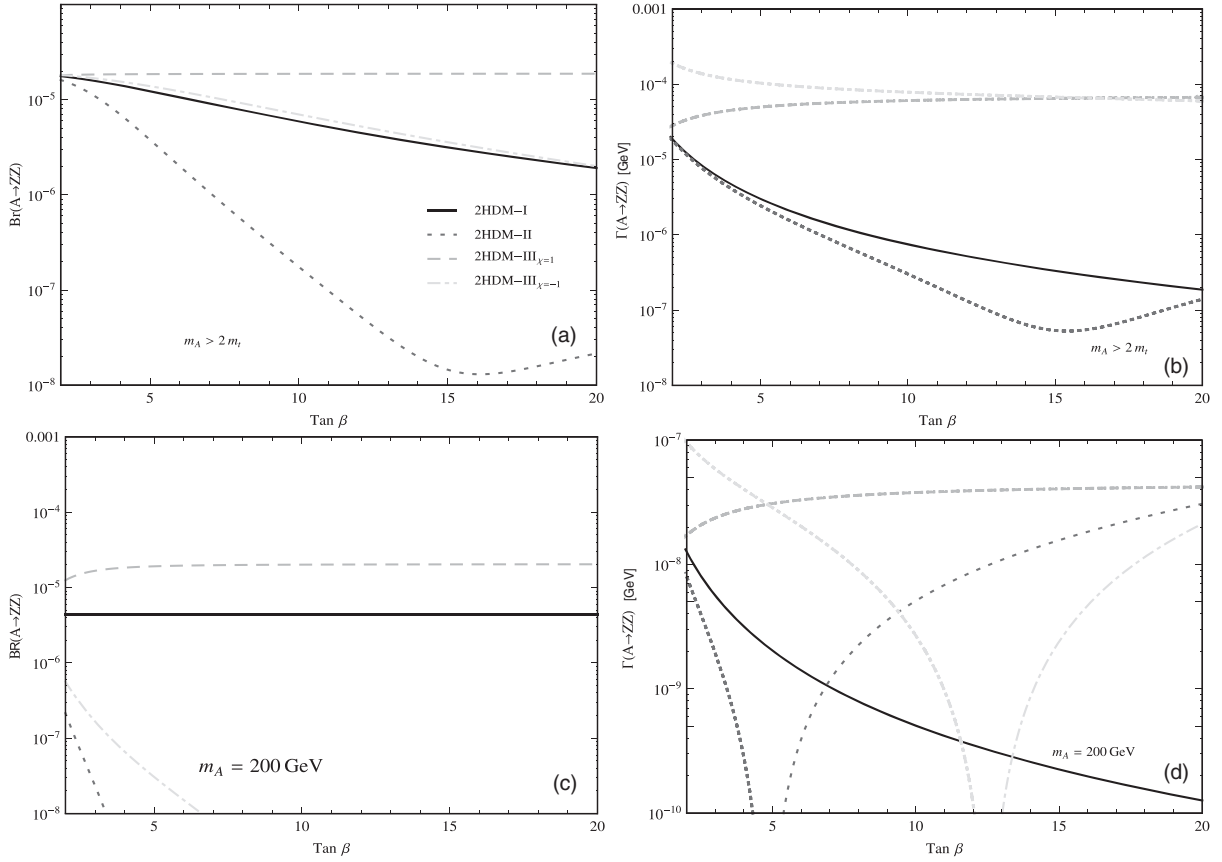 10⁻⁵
10⁻⁶
10⁻⁷
10⁻⁸
Br(A→ZZ)
2HDM−I
2HDM−II
2HDM−III_χ=1
2HDM−III_χ=−1
m_A > 2 m_t
(a)
5
10
15
20
Tan β
0.001
10⁻⁴
10⁻⁵
10⁻⁶
10⁻⁷
10⁻⁸
Γ(A→ZZ) [GeV]
m_A > 2 m_t
(b)
5
10
15
20
Tan β
0.001
10⁻⁴
10⁻⁵
10⁻⁶
10⁻⁷
10⁻⁸
BR(A→ZZ)
m_A = 200 GeV
(c)
5
10
15
20
Tan β
10⁻⁷
10⁻⁸
10⁻⁹
10⁻¹⁰
Γ(A→ZZ) [GeV]
m_A = 200 GeV
(d)
5
10
15
20
Tan β